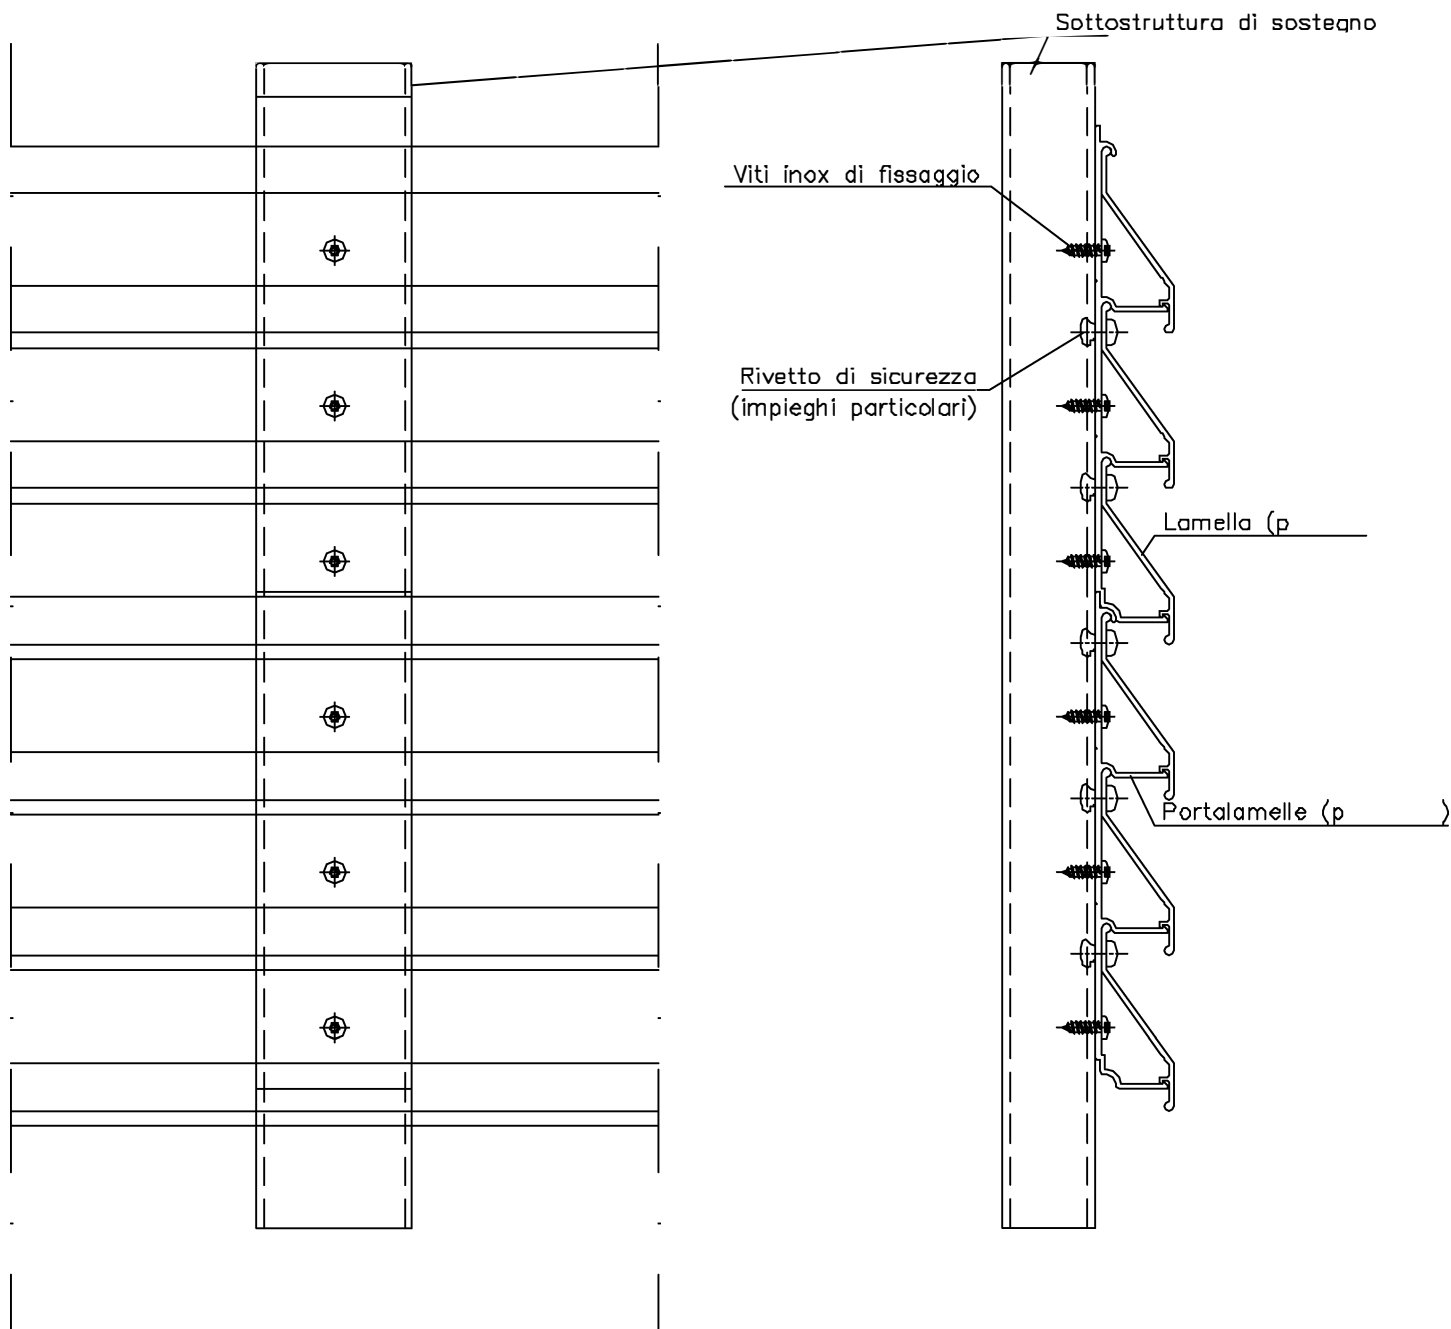 Sottostruttura di sostegno
Viti inox di fissaggio
Rivetto di sicurezza
(impieghi particolari)
Lamella (p
Portalamelle (p )